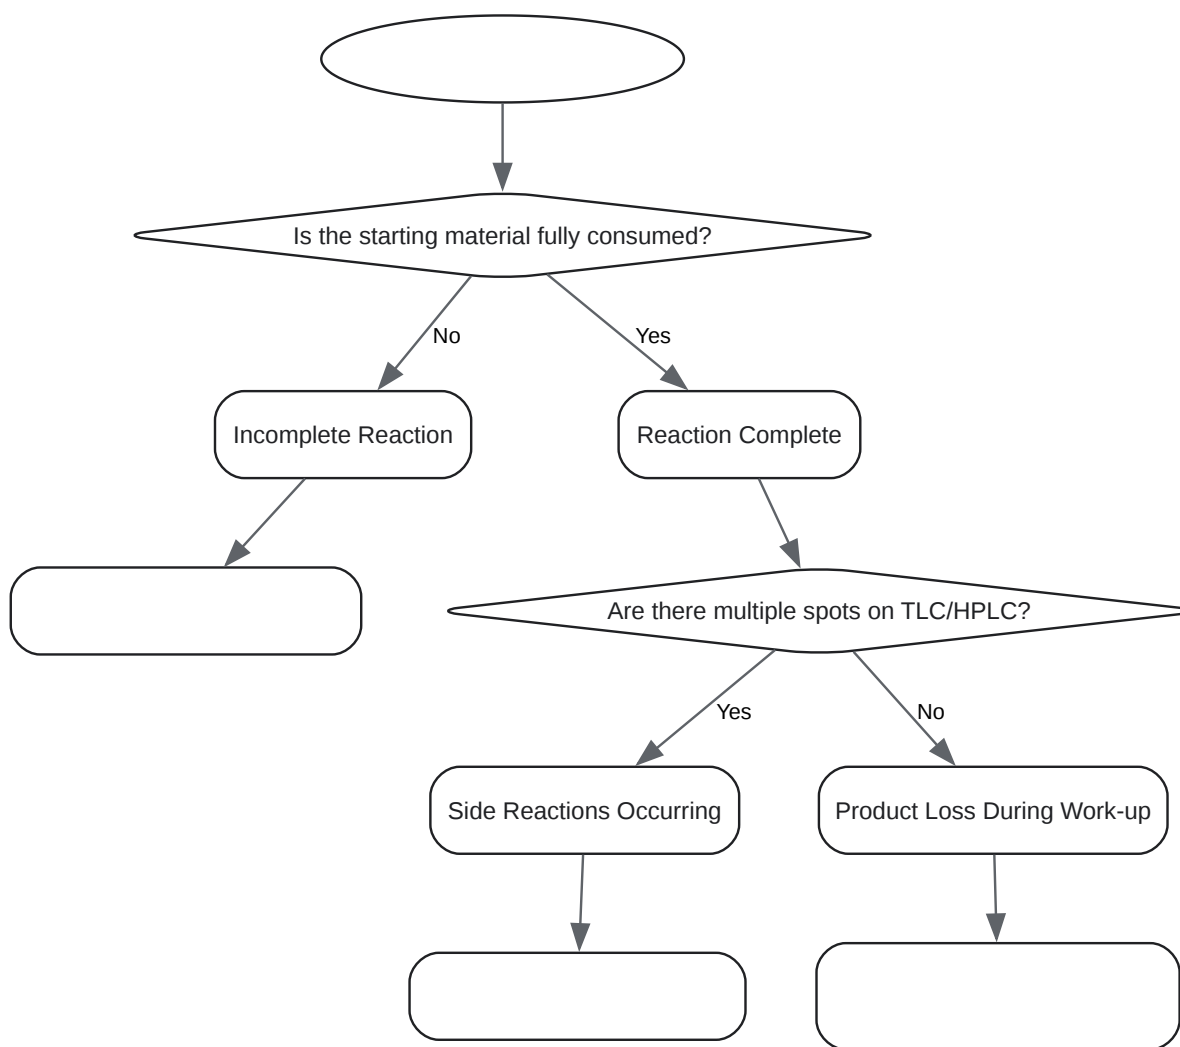 Is the starting material fully consumed?
No
Yes
Incomplete Reaction
Reaction Complete
Are there multiple spots on TLC/HPLC?
Yes
No
Side Reactions Occurring
Product Loss During Work-up